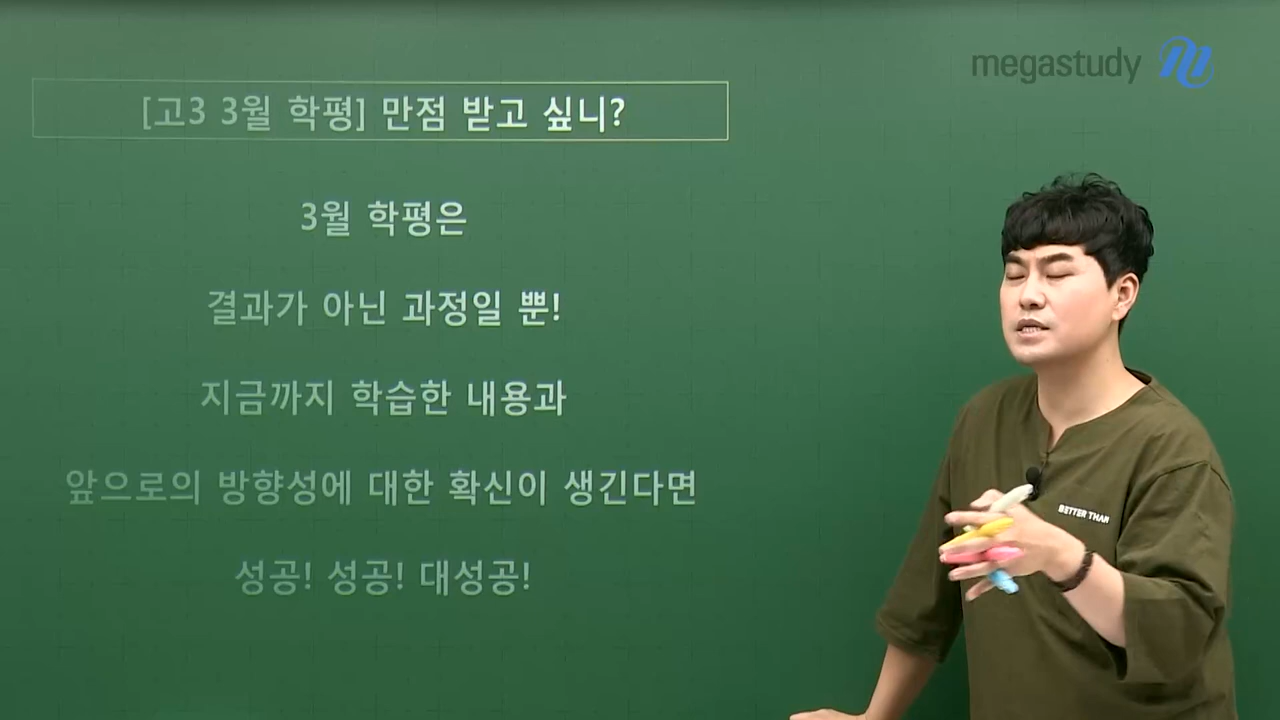 megastudy
[고3 3월 학평] 만점 받고 싶니?
3월 학평은
결과가 아닌 과정일 뿐!
지금까지 학습한 내용과
앞으로의 방향성에 대한 확신이 생긴다면
성공! 성공! 대성공!
BETTER THAN